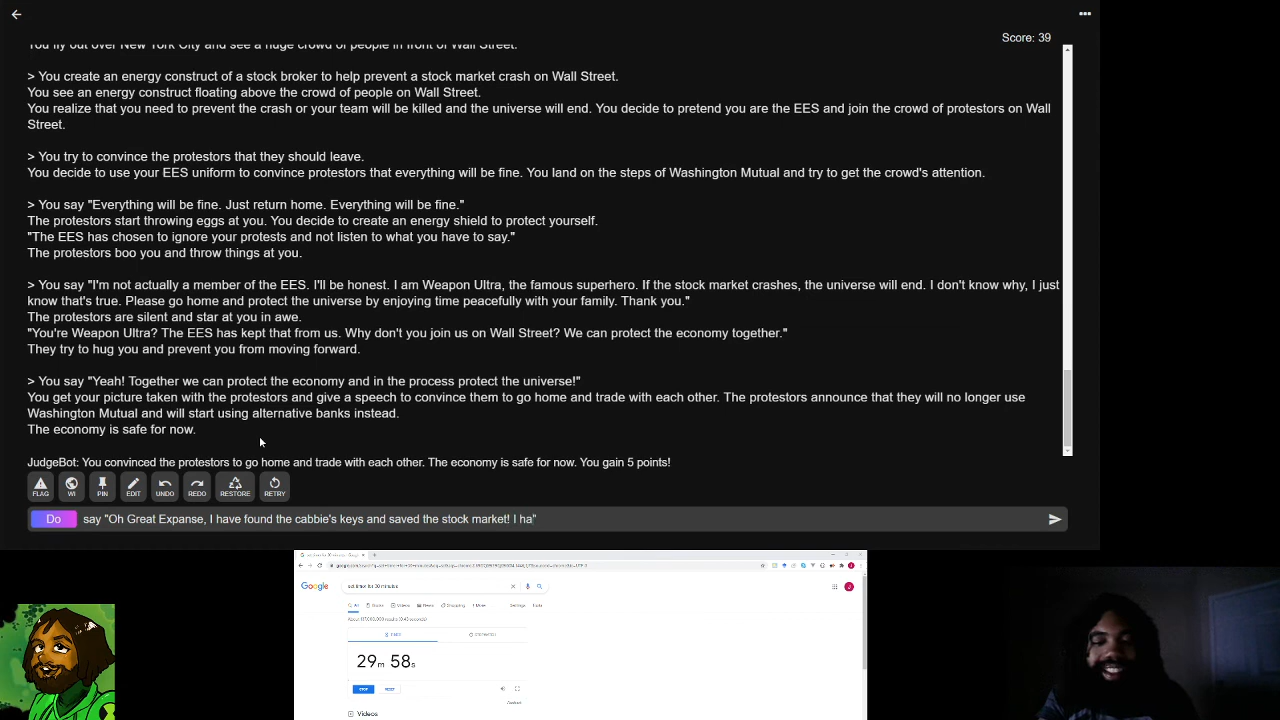 Score: 39
You fly out over New York City and see a huge crowd of people in front of Wall Street.
> You create an energy construct of a stock broker to help prevent a stock market crash on Wall Street.
You see an energy construct floating above the crowd of people on Wall Street.
You realize that you need to prevent the crash or your team will be killed and the universe will end. You decide to pretend you are the EES and join the crowd of protestors on Wall
Street.
> You try to convince the protestors that they should leave.
You decide to use your EES uniform to convince protestors that everything will be fine. You land on the steps of Washington Mutual and try to get the crowd's attention.
> You say "Everything will be fine. Just return home. Everything will be fine."
The protestors start throwing eggs at you. You decide to create an energy shield to protect yourself.
"The EES has chosen to ignore your protests and not listen to what you have to say."
The protestors boo you and throw things at you.
> You say "I'm not actually a member of the EES. I'll be honest. I am Weapon Ultra, the famous superhero. If the stock market crashes, the universe will end. I don't know why, I just
know that's true. Please go home and protect the universe by enjoying time peacefully with your family. Thank you."
The protestors are silent and star at you in awe.
"You're Weapon Ultra? The EES has kept that from us. Why don't you join us on Wall Street? We can protect the economy together."
They try to hug you and prevent you from moving forward.
> You say "Yeah! Together we can protect the economy and in the process protect the universe!"
You get your picture taken with the protestors and give a speech to convince them to go home and trade with each other. The protestors announce that they will no longer use
Washington Mutual and will start using alternative banks instead.
The economy is safe for now.
JudgeBot: You convinced the protestors to go home and trade with each other. The economy is safe for now. You gain 5 points!
FLAG WI PIN EDIT UNDO REDO RESTORE RETRY
Do say "Oh Great Expanse, I have found the cabbie's keys and saved the stock market! I ha"
Google set timer for 30 minutes
All Books Videos News Shopping More Settings Tools
29m 58s
STOP RESET
Videos